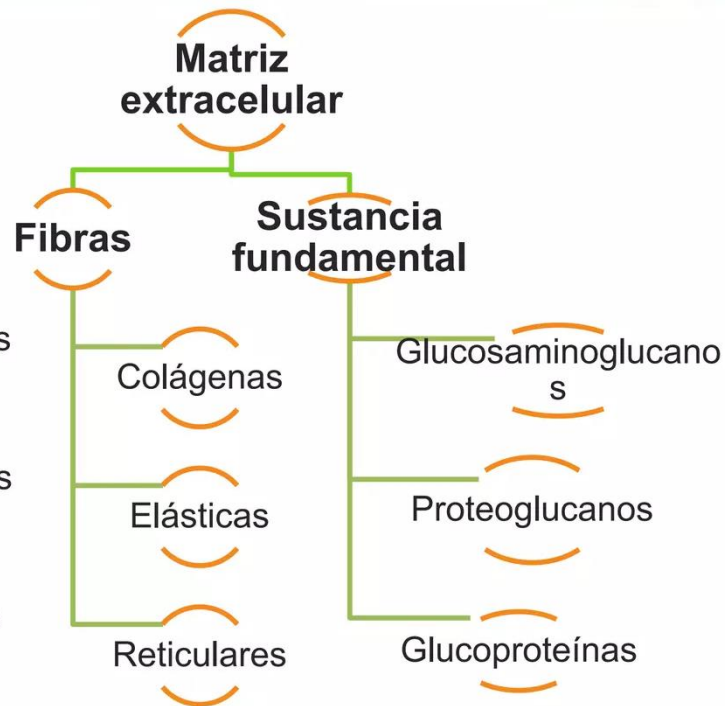 Matriz
extracelular
Fibras
Sustancia
fundamental
s
Colágenas
Glucosaminoglucano
s
s
Elásticas
Proteoglucanos
Reticulares
Glucoproteínas